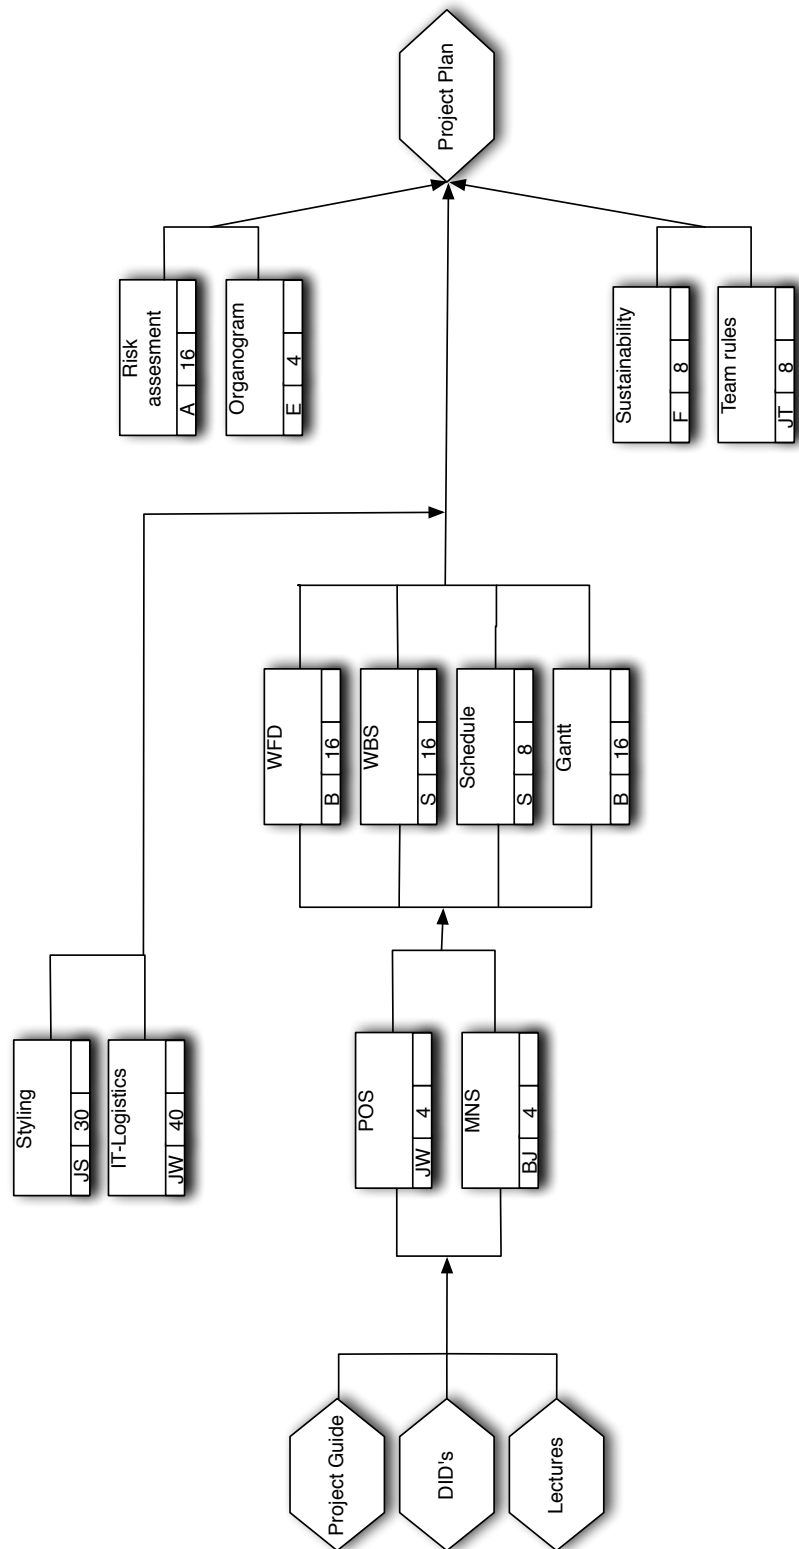 Styling
JS 30
IT-Logistics
JW 40
Risk
assesment
A 16
Organogram
E 4
Project Guide
DID's
Lectures
POS
JW 4
MNS
BJ 4
WFD
B 16
WBS
S 16
Schedule
S 8
Gantt
B 16
Project Plan
Sustainability
F 8
Team rules
JT 8